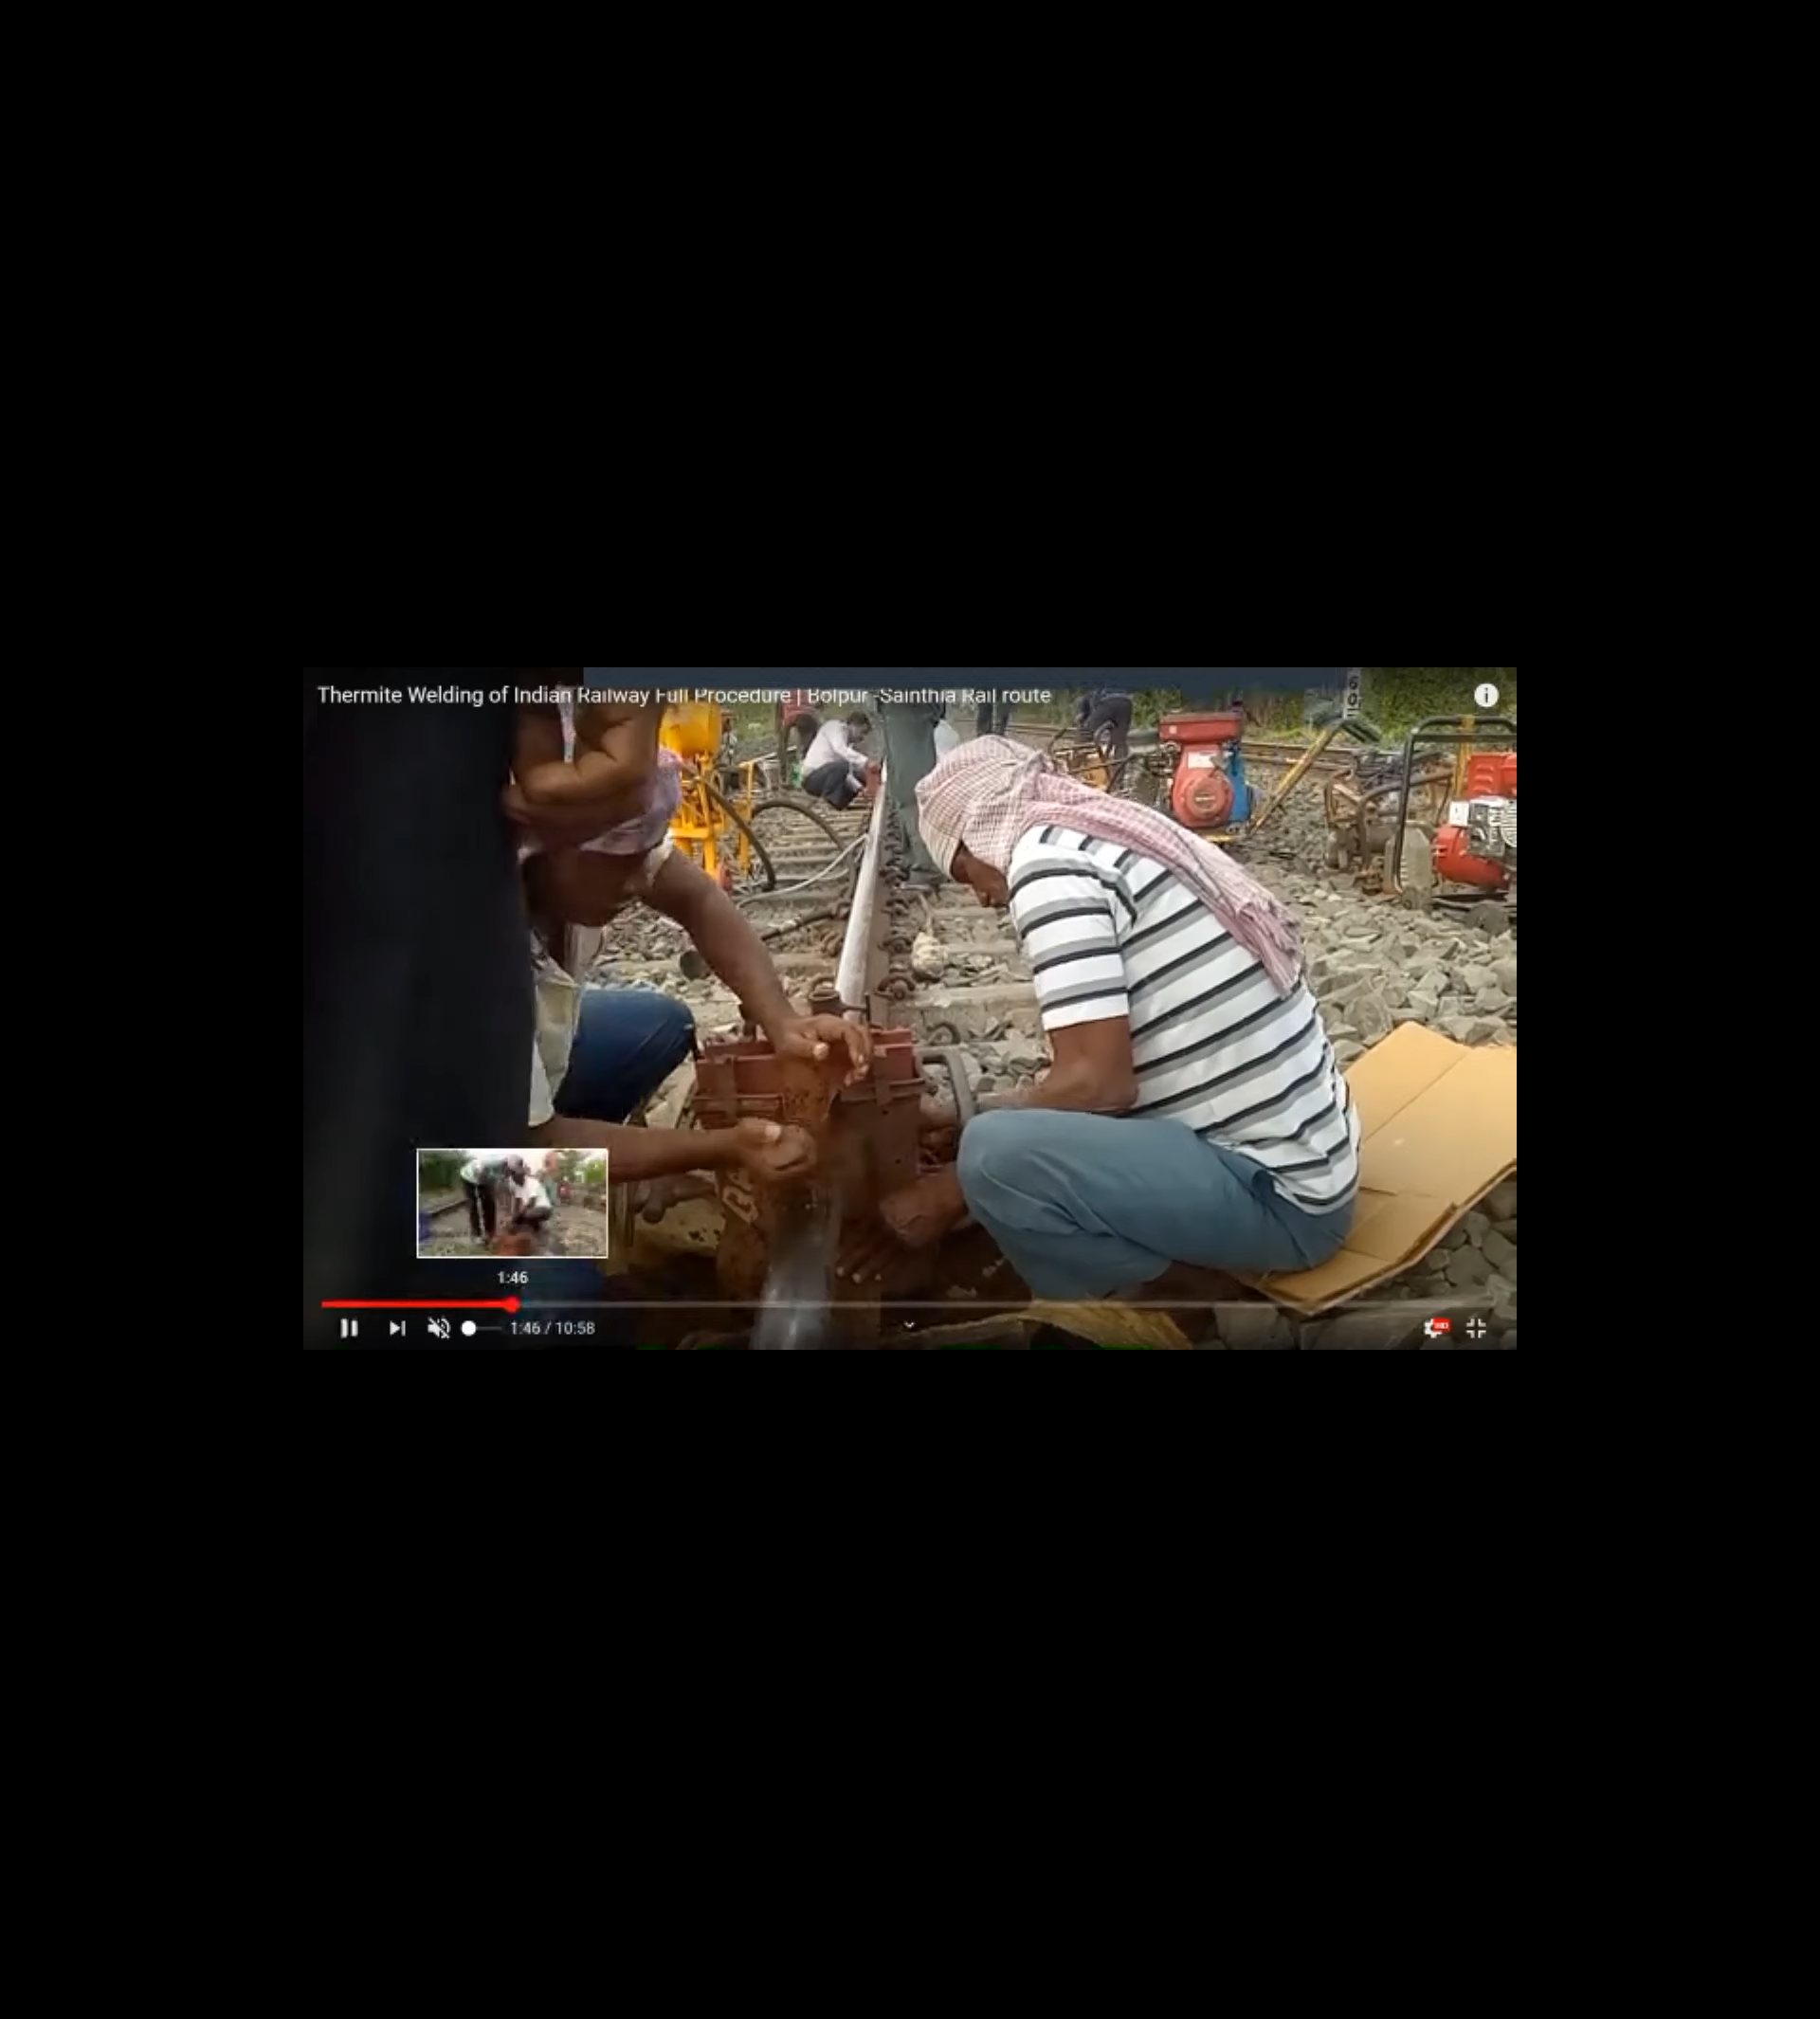 Thermite Welding of Indian Railway Full Procedure | Bolpur -Sainthia Rail route
1:46
1:46 / 10:58